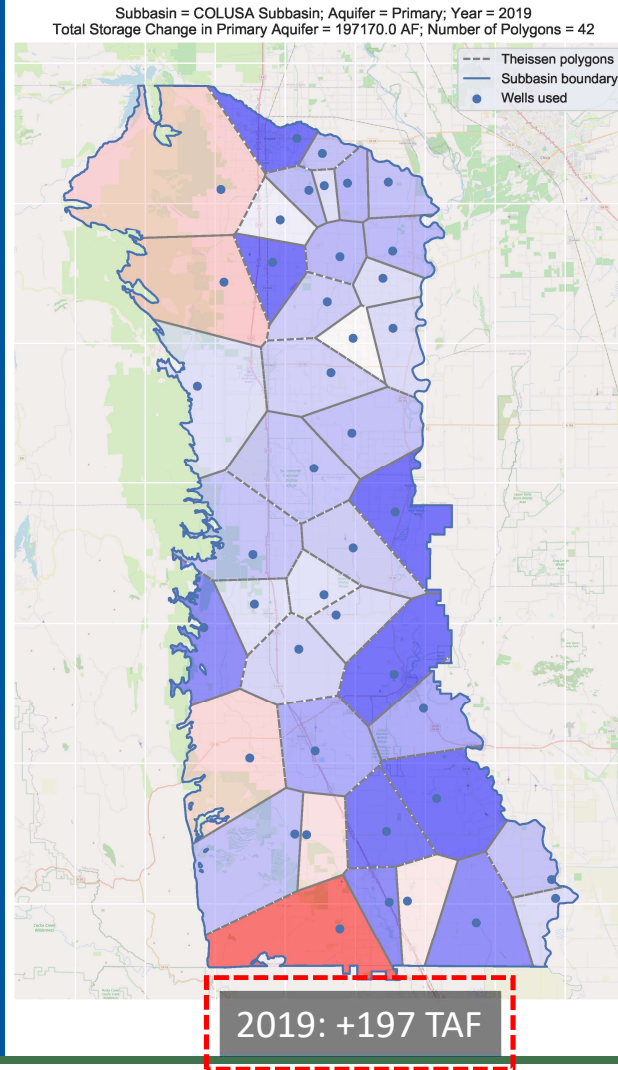 Subbasin = COLUSA Subbasin; Aquifer = Primary; Year = 2019
Total Storage Change in Primary Aquifer = 197170.0 AF; Number of Polygons = 42
Theissen polygons
Subbasin boundary
Wells used
2019: +197 TAF